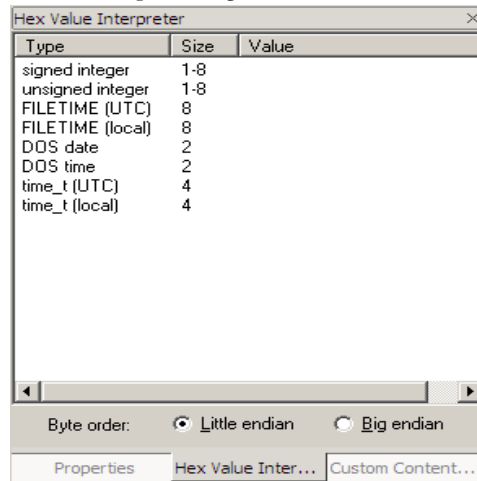 Hex Value Interpreter ×
Type Size Value
signed integer 1-8
unsigned integer 1-8
FILETIME (UTC) 8
FILETIME (local) 8
DOS date 2
DOS time 2
time_t (UTC) 4
time_t (local) 4
Byte order: Little endian Big endian
Properties Hex Value Inter... Custom Content...